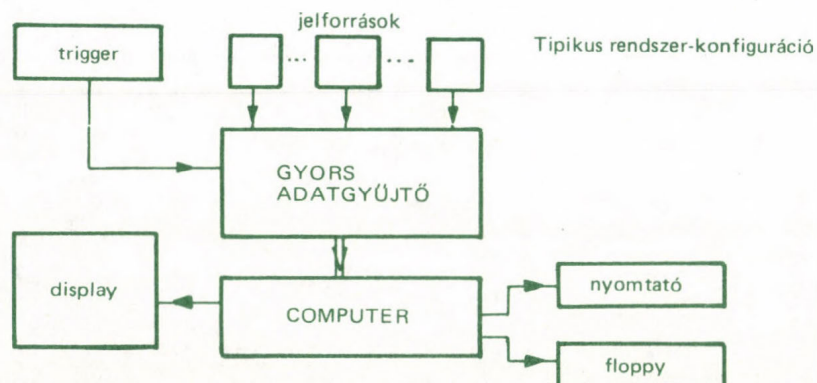 jelforrások
Tipikus rendszer-konfiguráció
trigger
... ...
GYORS
ADATGYŰJTŐ
display
COMPUTER
nyomtató
floppy